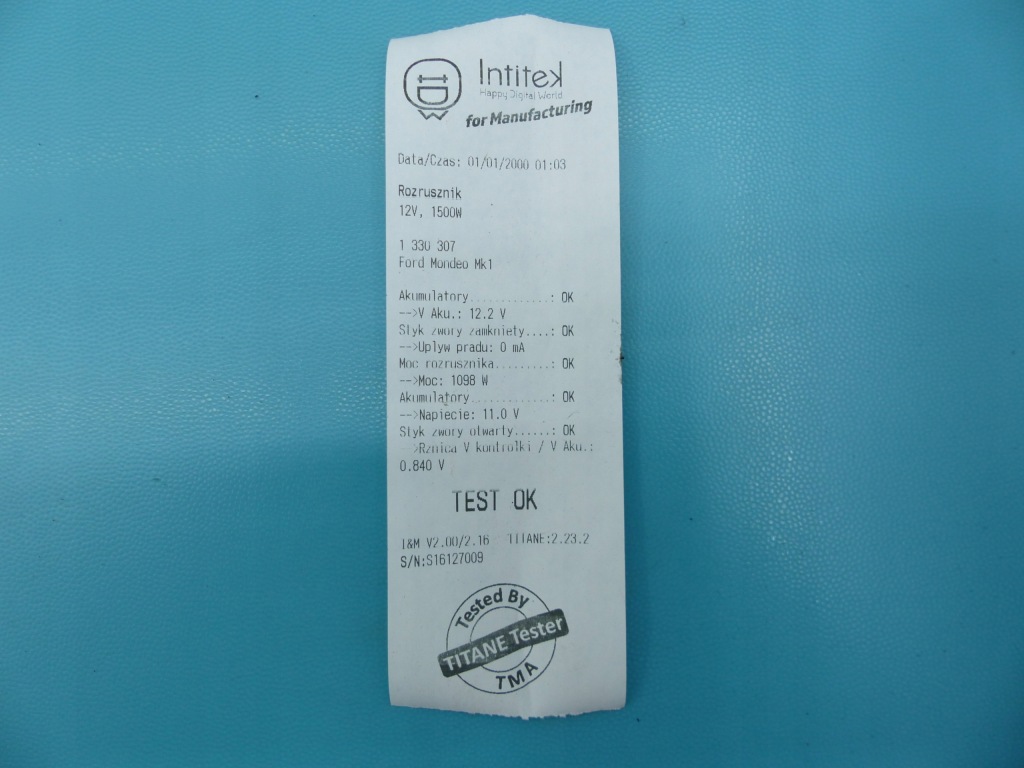 Intitek
Happy Digital World
for Manufacturing
Data/Czas: 01/01/2000 01:03
Rozrusznik
12V, 1500W
1 330 307
Ford Mondeo Mk1
Akumulatory.............: OK
-->V Aku.: 12.2 V
Styk zwory zamkniety....: OK
-->Uplyw pradu: 0 mA
Moc rozrusznika.........: OK
-->Moc: 1098 W
Akumulatory.............: OK
-->Napiecie: 11.0 V
Styk zwory otwarty......: OK
>Rznica V kontrolki / V Aku.:
0.840 V
TEST OK
I&M V2.00/2.16 TITANE:2.23.2
S/N:S16127009
Tested By
TITANE Tester
TMA